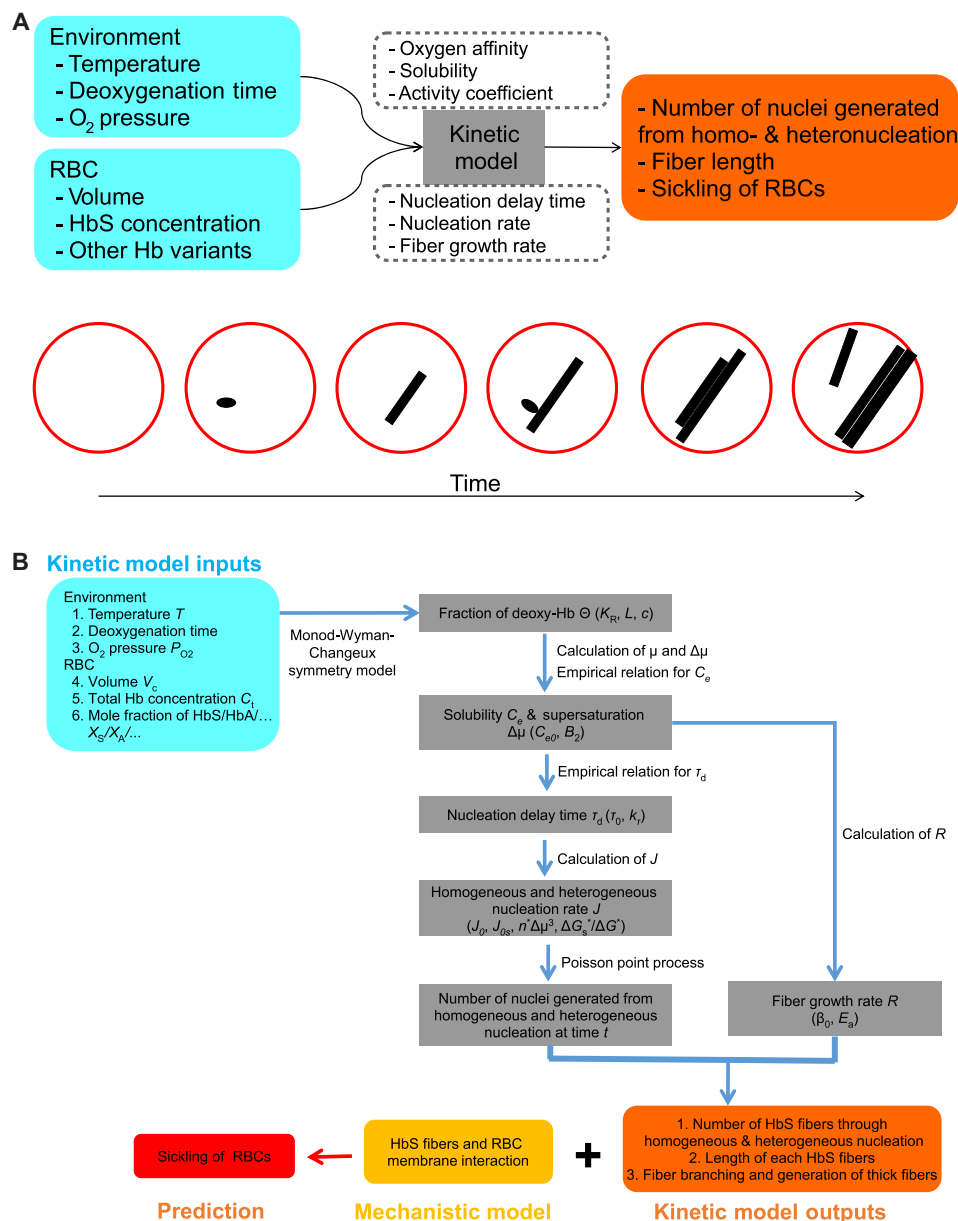 A
Environment
- Temperature
- Deoxygenation time
- O2 pressure
RBC
- Volume
- HbS concentration
- Other Hb variants
- Oxygen affinity
- Solubility
- Activity coefficient
Kinetic
model
- Nucleation delay time
- Nucleation rate
- Fiber growth rate
- Number of nuclei generated
from homo- & heteronucleation
- Fiber length
- Sickling of RBCs
Time
B
Kinetic model inputs
Environment
1. Temperature T
2. Deoxygenation time
3. O2 pressure PO2
RBC
4. Volume Vc
5. Total Hb concentration Ct
6. Mole fraction of HbS/HbA/…
XS/XA/...
Monod-Wyman-
Changeux
symmetry model
Fraction of deoxy-Hb Θ (KR, L, c)
Calculation of μ and Δμ
Empirical relation for Ce
Solubility Ce & supersaturation
Δμ (Ce0, B2)
Empirical relation for τd
Nucleation delay time τd (τ0, kr)
Calculation of J
Calculation of R
Homogeneous and heterogeneous
nucleation rate J
(J0, J0s, n*Δμ3, ΔGs*/ΔG*)
Poisson point process
Number of nuclei generated from
homogeneous and heterogeneous
nucleation at time t
Fiber growth rate R
(β0, Ea)
Sickling of RBCs
HbS fibers and RBC
membrane interaction
+
1. Number of HbS fibers through
homogeneous & heterogeneous nucleation
2. Length of each HbS fibers
3. Fiber branching and generation of thick fibers
Prediction
Mechanistic model
Kinetic model outputs